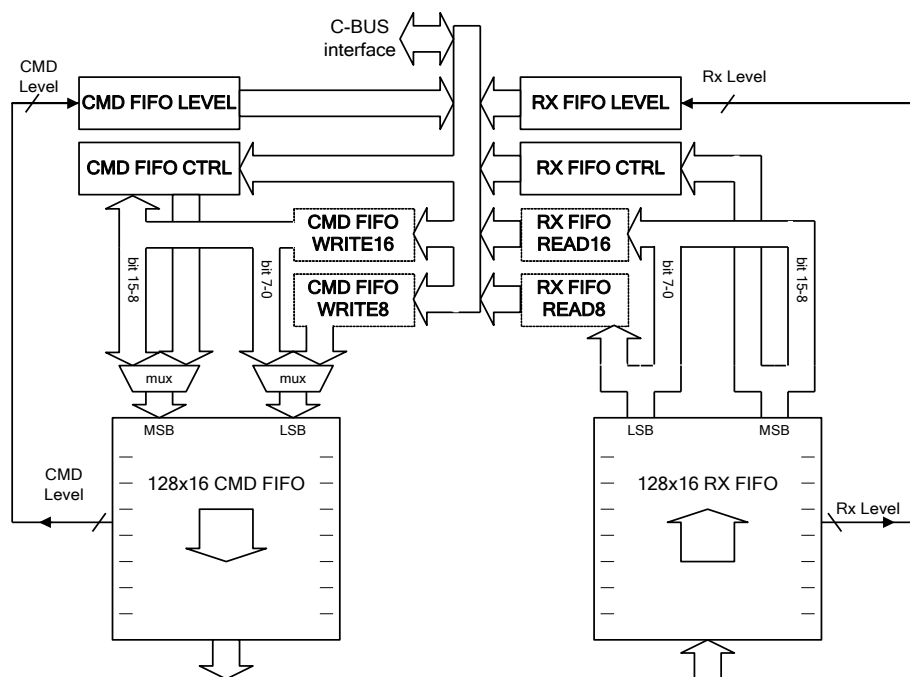 C-BUS
interface
CMD
Level
CMD FIFO LEVEL
RX FIFO LEVEL
Rx Level
CMD FIFO CTRL
RX FIFO CTRL
CMD FIFO
WRITE16
RX FIFO
READ16
bit 15-8
bit 7-0
bit 7-0
bit 15-8
CMD FIFO
WRITE8
RX FIFO
READ8
mux
mux
MSB
LSB
LSB
MSB
CMD
Level
128x16 CMD FIFO
128x16 RX FIFO
Rx Level